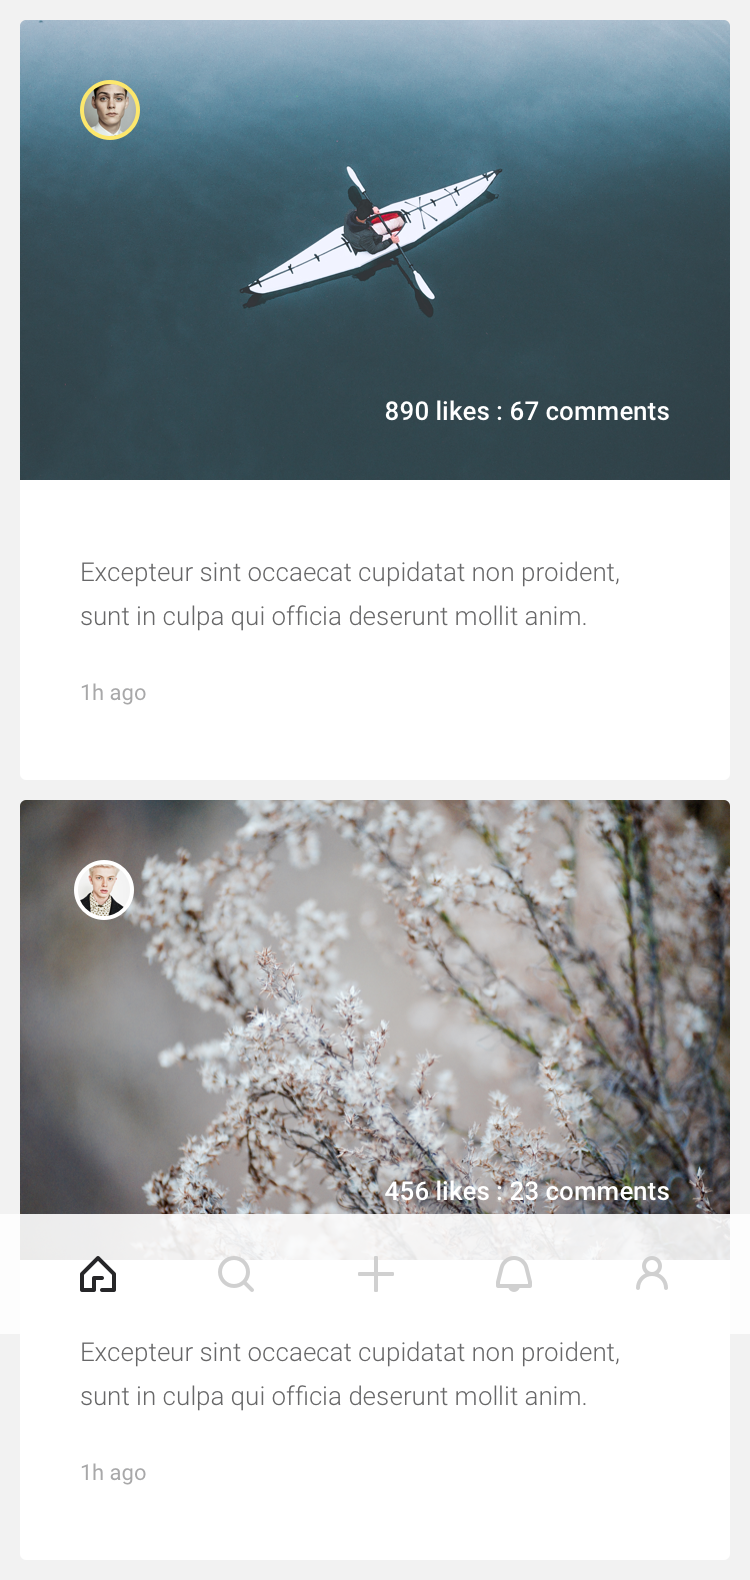 890 likes : 67 comments
Excepteur sint occaecat cupidatat non proident,
sunt in culpa qui officia deserunt mollit anim.
1h ago
456 likes : 23 comments
Excepteur sint occaecat cupidatat non proident,
sunt in culpa qui officia deserunt mollit anim.
1h ago